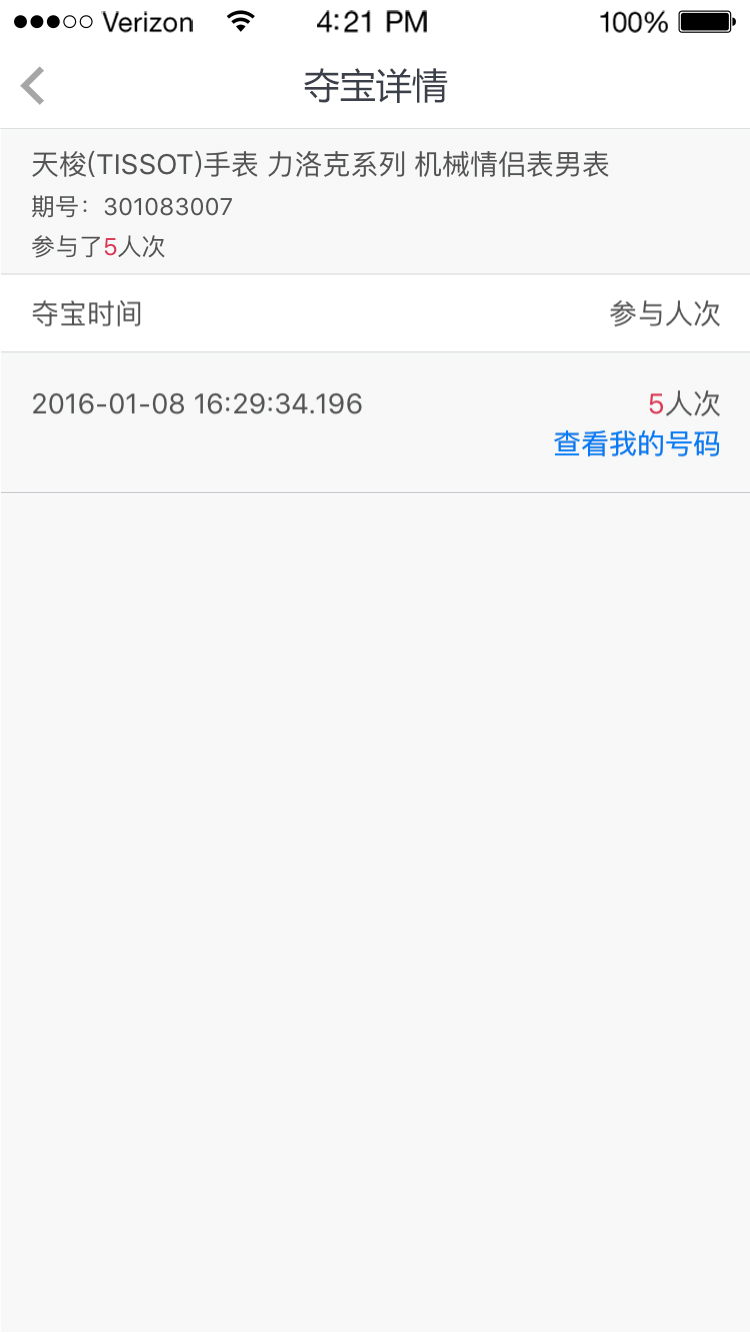 Verizon 4:21 PM 100%
夺宝详情
天梭(TISSOT)手表 力洛克系列 机械情侣表男表
期号：301083007
参与了5人次
夺宝时间 参与人次
2016-01-08 16:29:34.196 5人次
查看我的号码